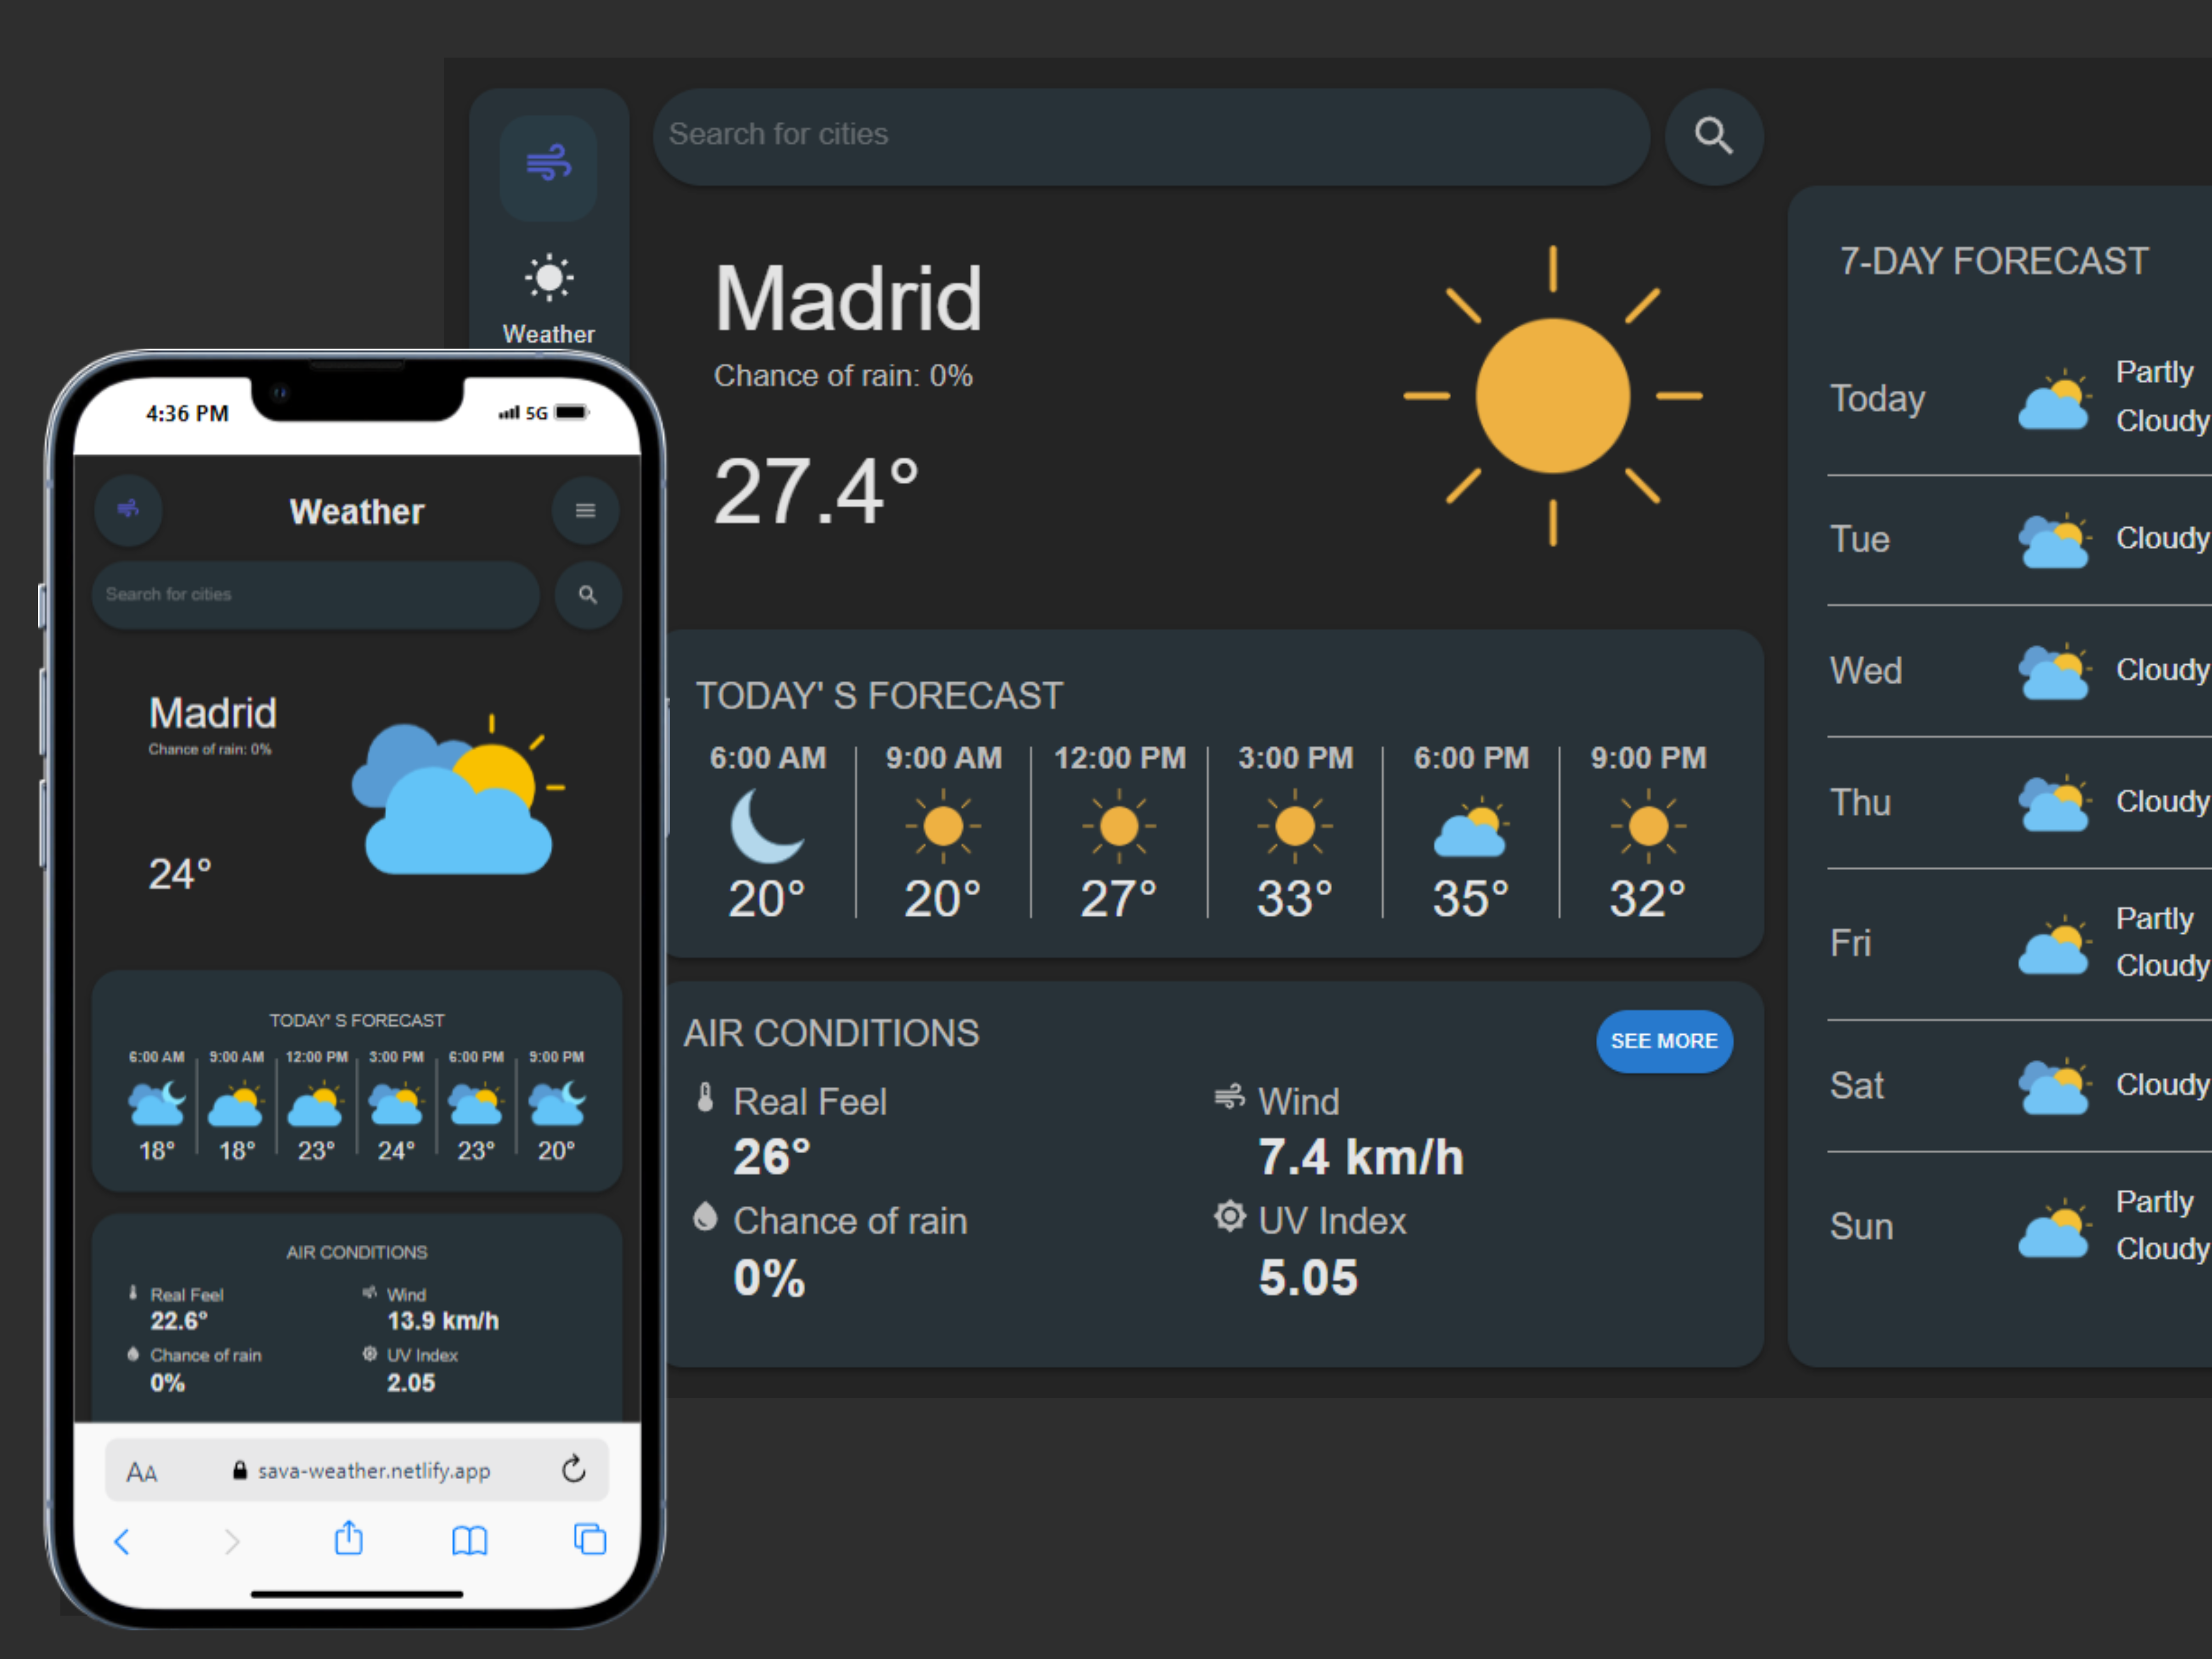 Search for cities
Weather
Madrid
Chance of rain: 0%
27.4°
TODAY' S FORECAST
6:00 AM 9:00 AM 12:00 PM 3:00 PM 6:00 PM 9:00 PM
20° 20° 27° 33° 35° 32°
AIR CONDITIONS
SEE MORE
Real Feel
26°
Wind
7.4 km/h
Chance of rain
0%
UV Index
5.05
7-DAY FORECAST
Today
Partly
Cloudy
Tue
Cloudy
Wed
Cloudy
Thu
Cloudy
Fri
Partly
Cloudy
Sat
Cloudy
Sun
Partly
Cloudy
4:36 PM
5G
Weather
Search for cities
Madrid
Chance of rain: 0%
24°
TODAY' S FORECAST
6:00 AM 9:00 AM 12:00 PM 3:00 PM 6:00 PM 9:00 PM
18° 18° 23° 24° 23° 20°
AIR CONDITIONS
Real Feel
22.6°
Wind
13.9 km/h
Chance of rain
0%
UV Index
2.05
AA
sava-weather.netlify.app